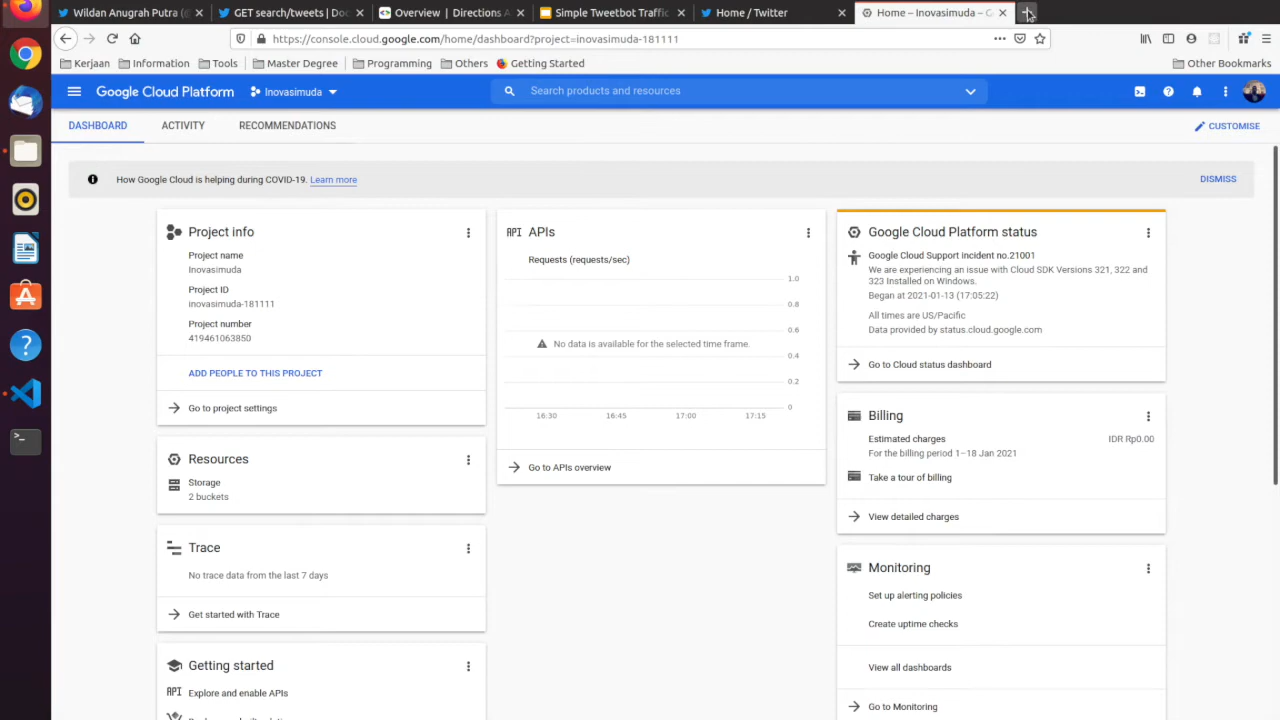 Wildan Anugrah Putra (@
GET search/tweets | Doc
Overview | Directions A
Simple Tweetbot Traffic
Home / Twitter
Home – Inovasimuda – G
https://console.cloud.google.com/home/dashboard?project=inovasimuda-181111
Kerjaan
Information
Tools
Master Degree
Programming
Others
Getting Started
Other Bookmarks
Google Cloud Platform
Inovasimuda
Search products and resources
DASHBOARD
ACTIVITY
RECOMMENDATIONS
CUSTOMISE
How Google Cloud is helping during COVID-19. Learn more
DISMISS
Project info
Project name
Inovasimuda
Project ID
inovasimuda-181111
Project number
419461063850
ADD PEOPLE TO THIS PROJECT
Go to project settings
Resources
Storage
2 buckets
Trace
No trace data from the last 7 days
Get started with Trace
Getting started
API Explore and enable APIs
API APIs
Requests (requests/sec)
1.0
0.8
0.6
No data is available for the selected time frame.
0.4
0.2
0
16:30
16:45
17:00
17:15
Go to APIs overview
Google Cloud Platform status
Google Cloud Support incident no.21001
We are experiencing an issue with Cloud SDK Versions 321, 322 and
323 Installed on Windows.
Began at 2021-01-13 (17:05:22)
All times are US/Pacific
Data provided by status.cloud.google.com
Go to Cloud status dashboard
Billing
Estimated charges
IDR Rp0.00
For the billing period 1–18 Jan 2021
Take a tour of billing
View detailed charges
Monitoring
Set up alerting policies
Create uptime checks
View all dashboards
Go to Monitoring